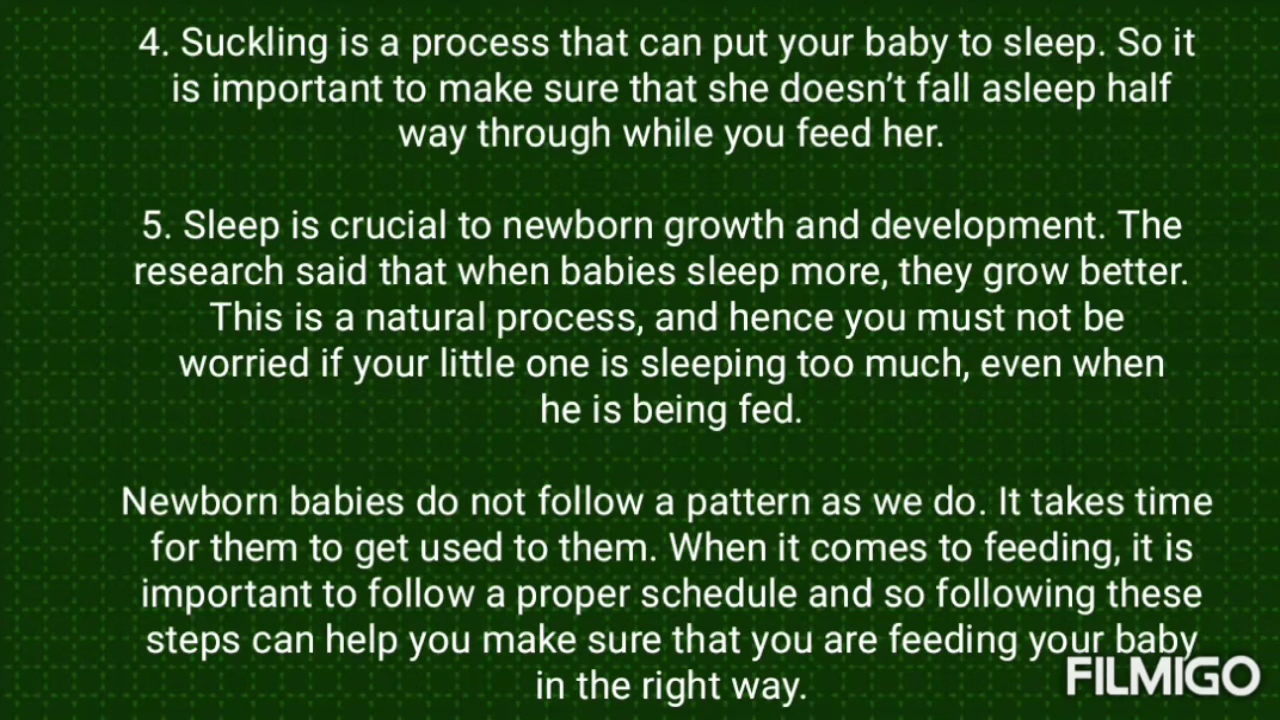 4. Suckling is a process that can put your baby to sleep. So it
is important to make sure that she doesn’t fall asleep half
way through while you feed her.
5. Sleep is crucial to newborn growth and development. The
research said that when babies sleep more, they grow better.
This is a natural process, and hence you must not be
worried if your little one is sleeping too much, even when
he is being fed.
Newborn babies do not follow a pattern as we do. It takes time
for them to get used to them. When it comes to feeding, it is
important to follow a proper schedule and so following these
steps can help you make sure that you are feeding your baby
in the right way.
FILMIGO